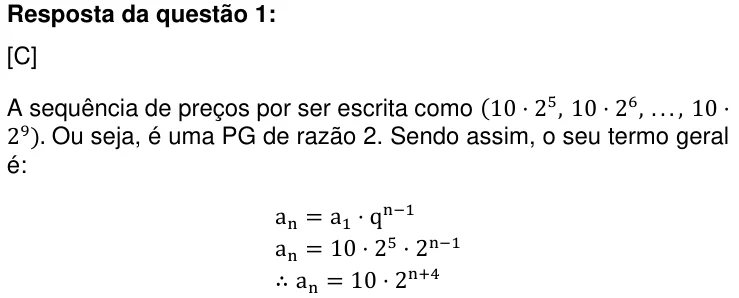 Resposta da questão 1:
[C]
A sequência de preços por ser escrita como (10 ⋅ 2⁵, 10 ⋅ 2⁶, …, 10 ⋅
2⁹). Ou seja, é uma PG de razão 2. Sendo assim, o seu termo geral
é:
aₙ = a₁ ⋅ qⁿ⁻¹
aₙ = 10 ⋅ 2⁵ ⋅ 2ⁿ⁻¹
∴ aₙ = 10 ⋅ 2ⁿ⁺⁴